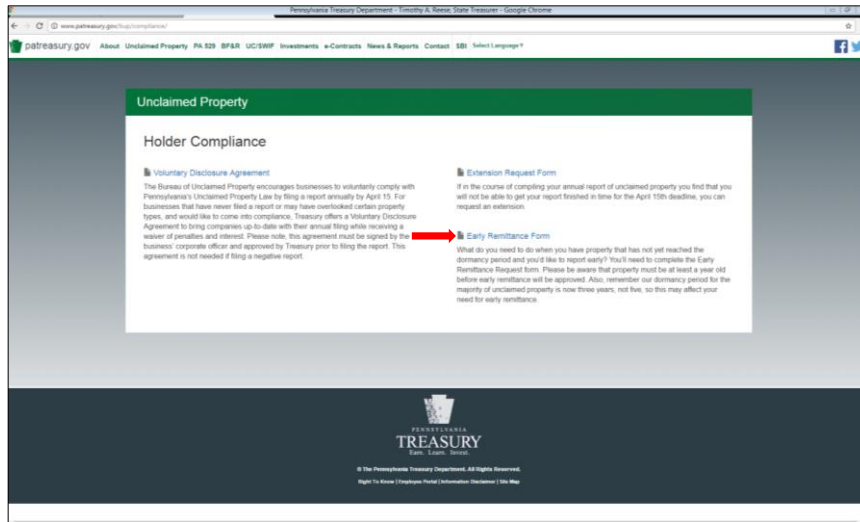 Pennsylvania Treasury Department - Timothy A. Reese, State Treasurer - Google Chrome
www.patreasury.gov/bup/compliance/
patreasury.gov About Unclaimed Property PA 529 BF&R UC/SWIF Investments e-Contracts News & Reports Contact SBI Select Language▼
Unclaimed Property
Holder Compliance
Voluntary Disclosure Agreement
The Bureau of Unclaimed Property encourages businesses to voluntarily comply with
Pennsylvania's Unclaimed Property Law by filing a report annually by April 15. For
businesses that have never filed a report or may have overlooked certain property
types, and would like to come into compliance, Treasury offers a Voluntary Disclosure
Agreement to bring companies up-to-date with their annual filing while receiving a
waiver of penalties and interest. Please note, this agreement must be signed by the
business' corporate officer and approved by Treasury prior to filing the report. This
agreement is not needed if filing a negative report.
Extension Request Form
If in the course of compiling your annual report of unclaimed property you find that you
will not be able to get your report finished in time for the April 15th deadline, you can
request an extension.
Early Remittance Form
What do you need to do when you have property that has not yet reached the
dormancy period and you'd like to report early? You'll need to complete the Early
Remittance Request form. Please be aware that property must be at least a year old
before early remittance will be approved. Also, remember our dormancy period for the
majority of unclaimed property is now three years, not five, so this may affect your
need for early remittance.
PENNSYLVANIA
TREASURY
Earn. Learn. Invest.
© The Pennsylvania Treasury Department. All Rights Reserved.
Right To Know | Employee Portal | Information Disclaimer | Site Map